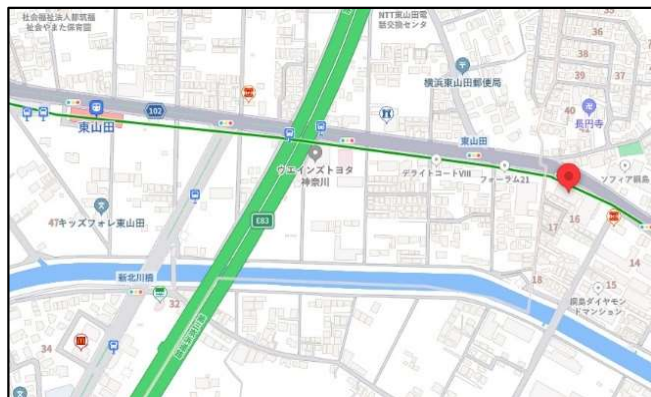 社会福祉法人都筑福
祉会やまた保育園
NTT東山田電
話交換センタ
35
36
38
37
39
40
横浜東山田郵便局
長円寺
102
東山田
東山田
ウエインズトヨタ
神奈川
デライトコートVIII
フォーラム21
ソフィア綱島
16
17
E83
47
キッズフォレ東山田
14
18
15
新北川橋
32
綱島ダイヤモン
ドマンション
34